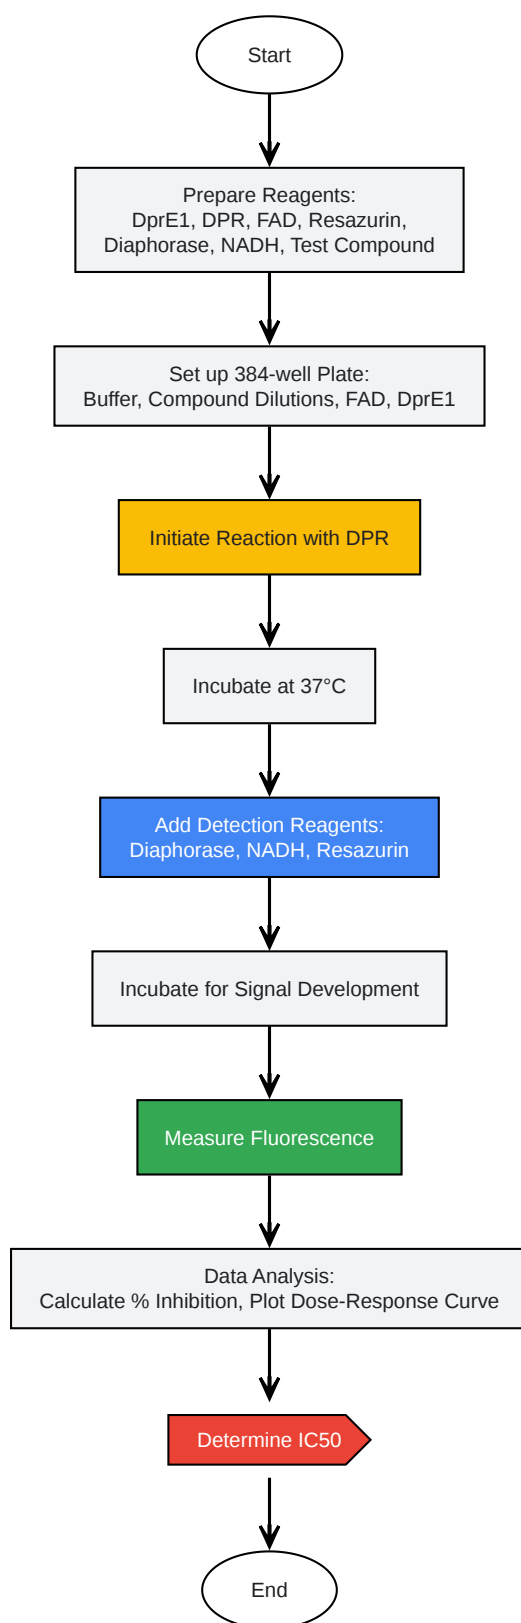 Start
Prepare Reagents:
DprE1, DPR, FAD, Resazurin,
Diaphorase, NADH, Test Compound
Set up 384-well Plate:
Buffer, Compound Dilutions, FAD, DprE1
Initiate Reaction with DPR
Incubate at 37°C
Add Detection Reagents:
Diaphorase, NADH, Resazurin
Incubate for Signal Development
Measure Fluorescence
Data Analysis:
Calculate % Inhibition, Plot Dose-Response Curve
Determine IC50
End